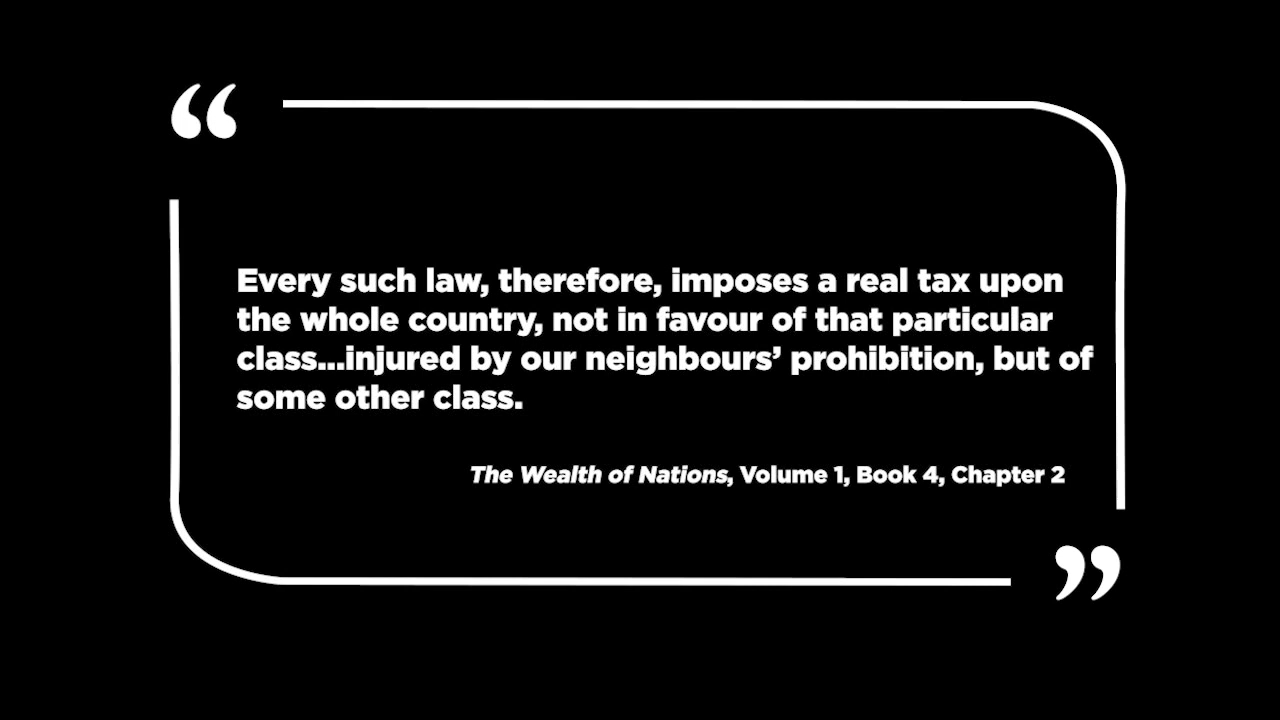 “
Every such law, therefore, imposes a real tax upon
the whole country, not in favour of that particular
class...injured by our neighbours’ prohibition, but of
some other class.
The Wealth of Nations, Volume 1, Book 4, Chapter 2
”